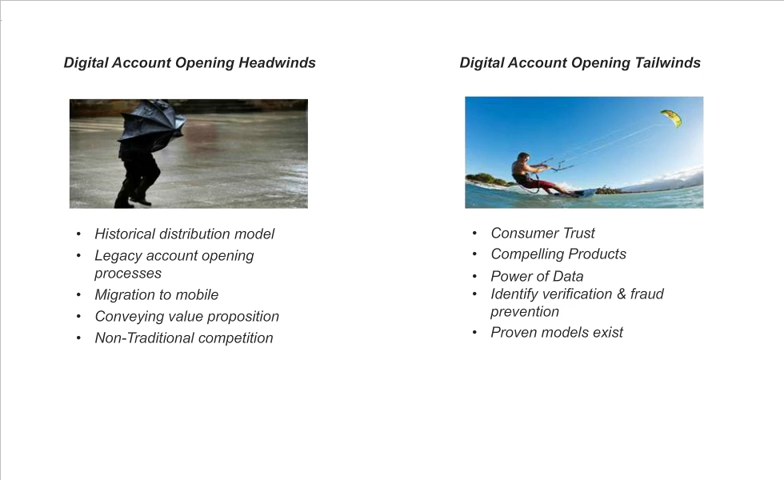 Digital Account Opening Headwinds
• Historical distribution model
• Legacy account opening
processes
• Migration to mobile
• Conveying value proposition
• Non-Traditional competition
Digital Account Opening Tailwinds
• Consumer Trust
• Compelling Products
• Power of Data
• Identify verification & fraud
prevention
• Proven models exist